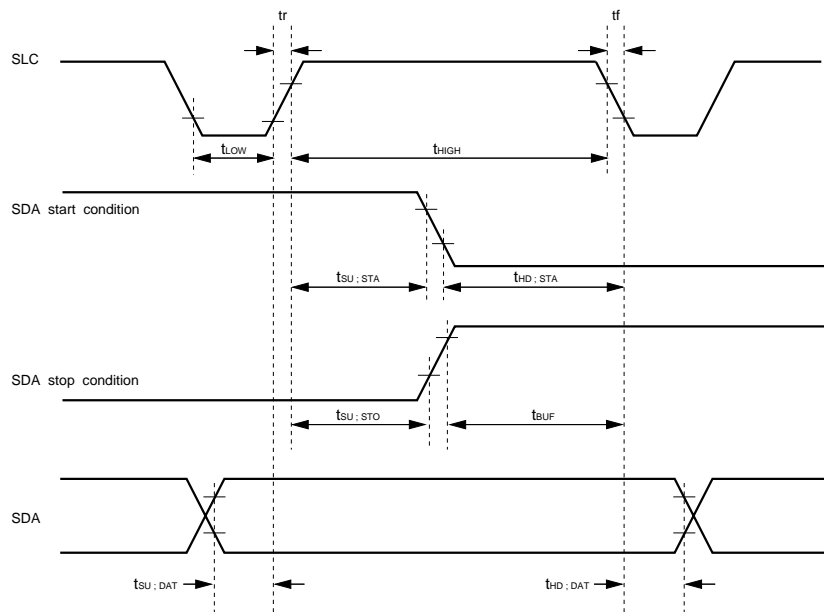 tr tf
SLC
tLOW tHIGH
SDA start condition
tSU ; STA tHD ; STA
SDA stop condition
tSU ; STO tBUF
SDA
tSU ; DAT tHD ; DAT